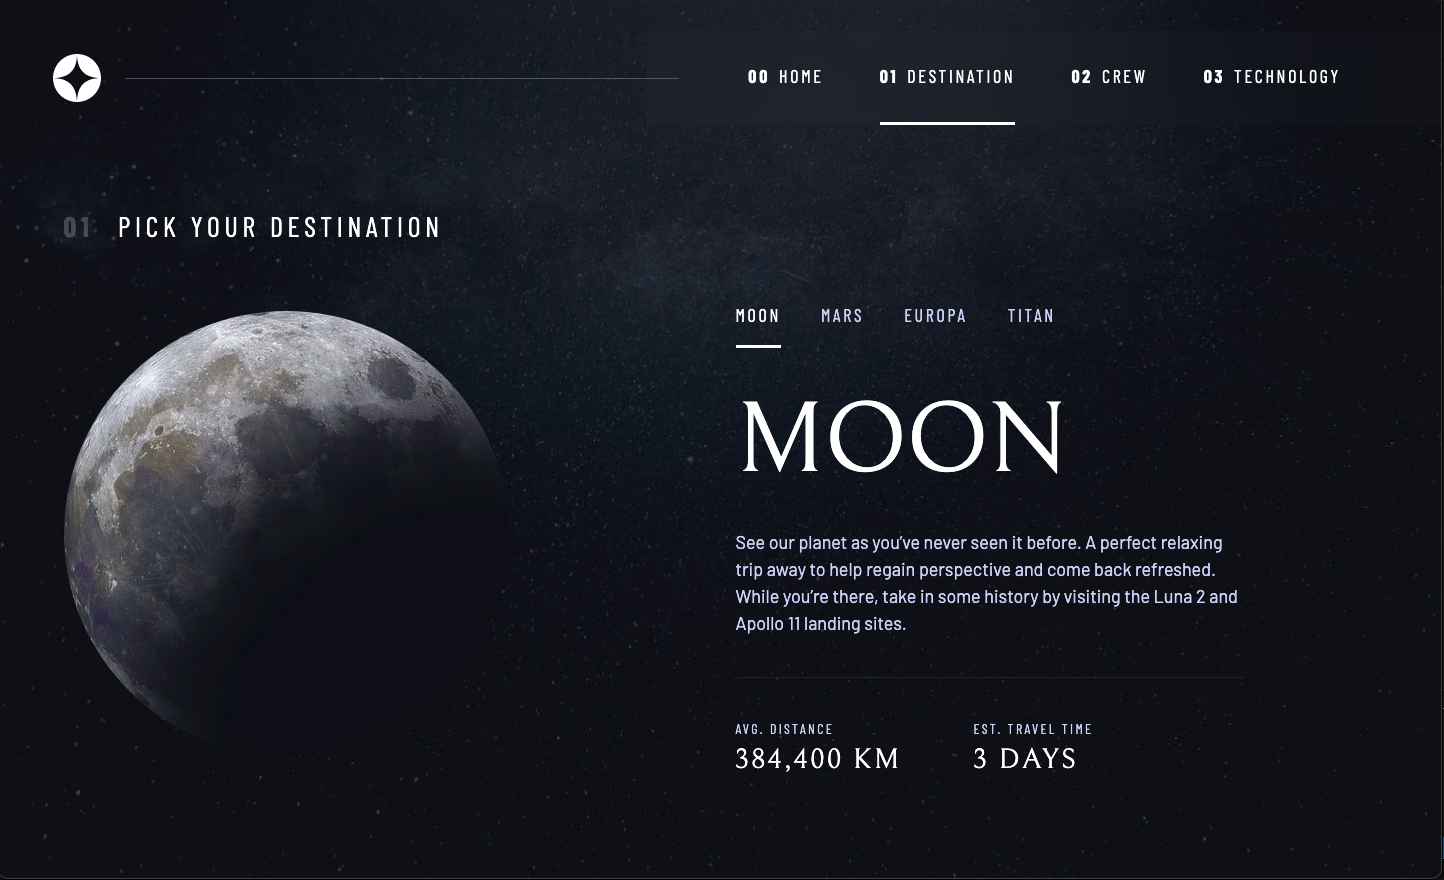 00 HOME 01 DESTINATION 02 CREW 03 TECHNOLOGY
01 PICK YOUR DESTINATION
MOON MARS EUROPA TITAN
MOON
See our planet as you’ve never seen it before. A perfect relaxing
trip away to help regain perspective and come back refreshed.
While you’re there, take in some history by visiting the Luna 2 and
Apollo 11 landing sites.
AVG. DISTANCE EST. TRAVEL TIME
384,400 KM 3 DAYS